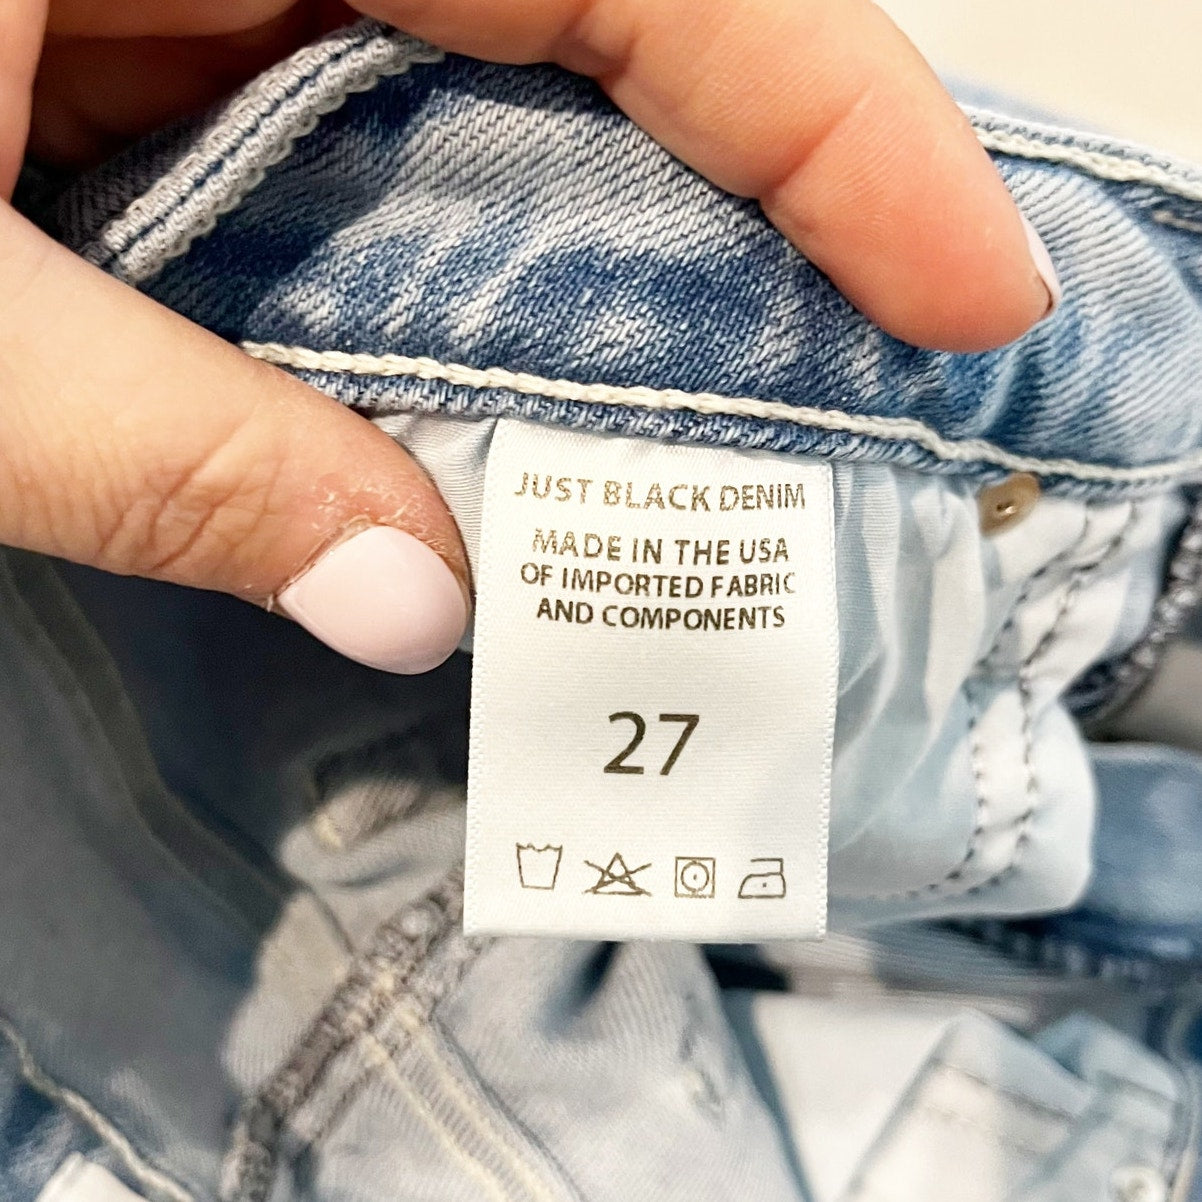 JUST BLACK DENIM
MADE IN THE USA
OF IMPORTED FABRIC
AND COMPONENTS
27